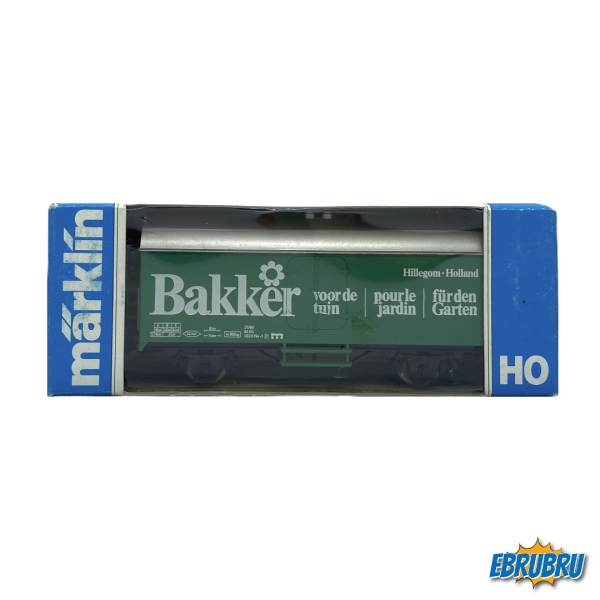 märklin
Bakker
Hillegom·Holland
voor de tuin
pour le jardin
für den Garten
HO
EBRUBRU